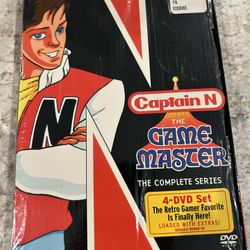 N
Captain N
THE
GAME
MASTER
THE COMPLETE SERIES
4-DVD Set
The Retro Gamer Favorite
Is Finally Here!
LOADED WITH EXTRAS!
DVD